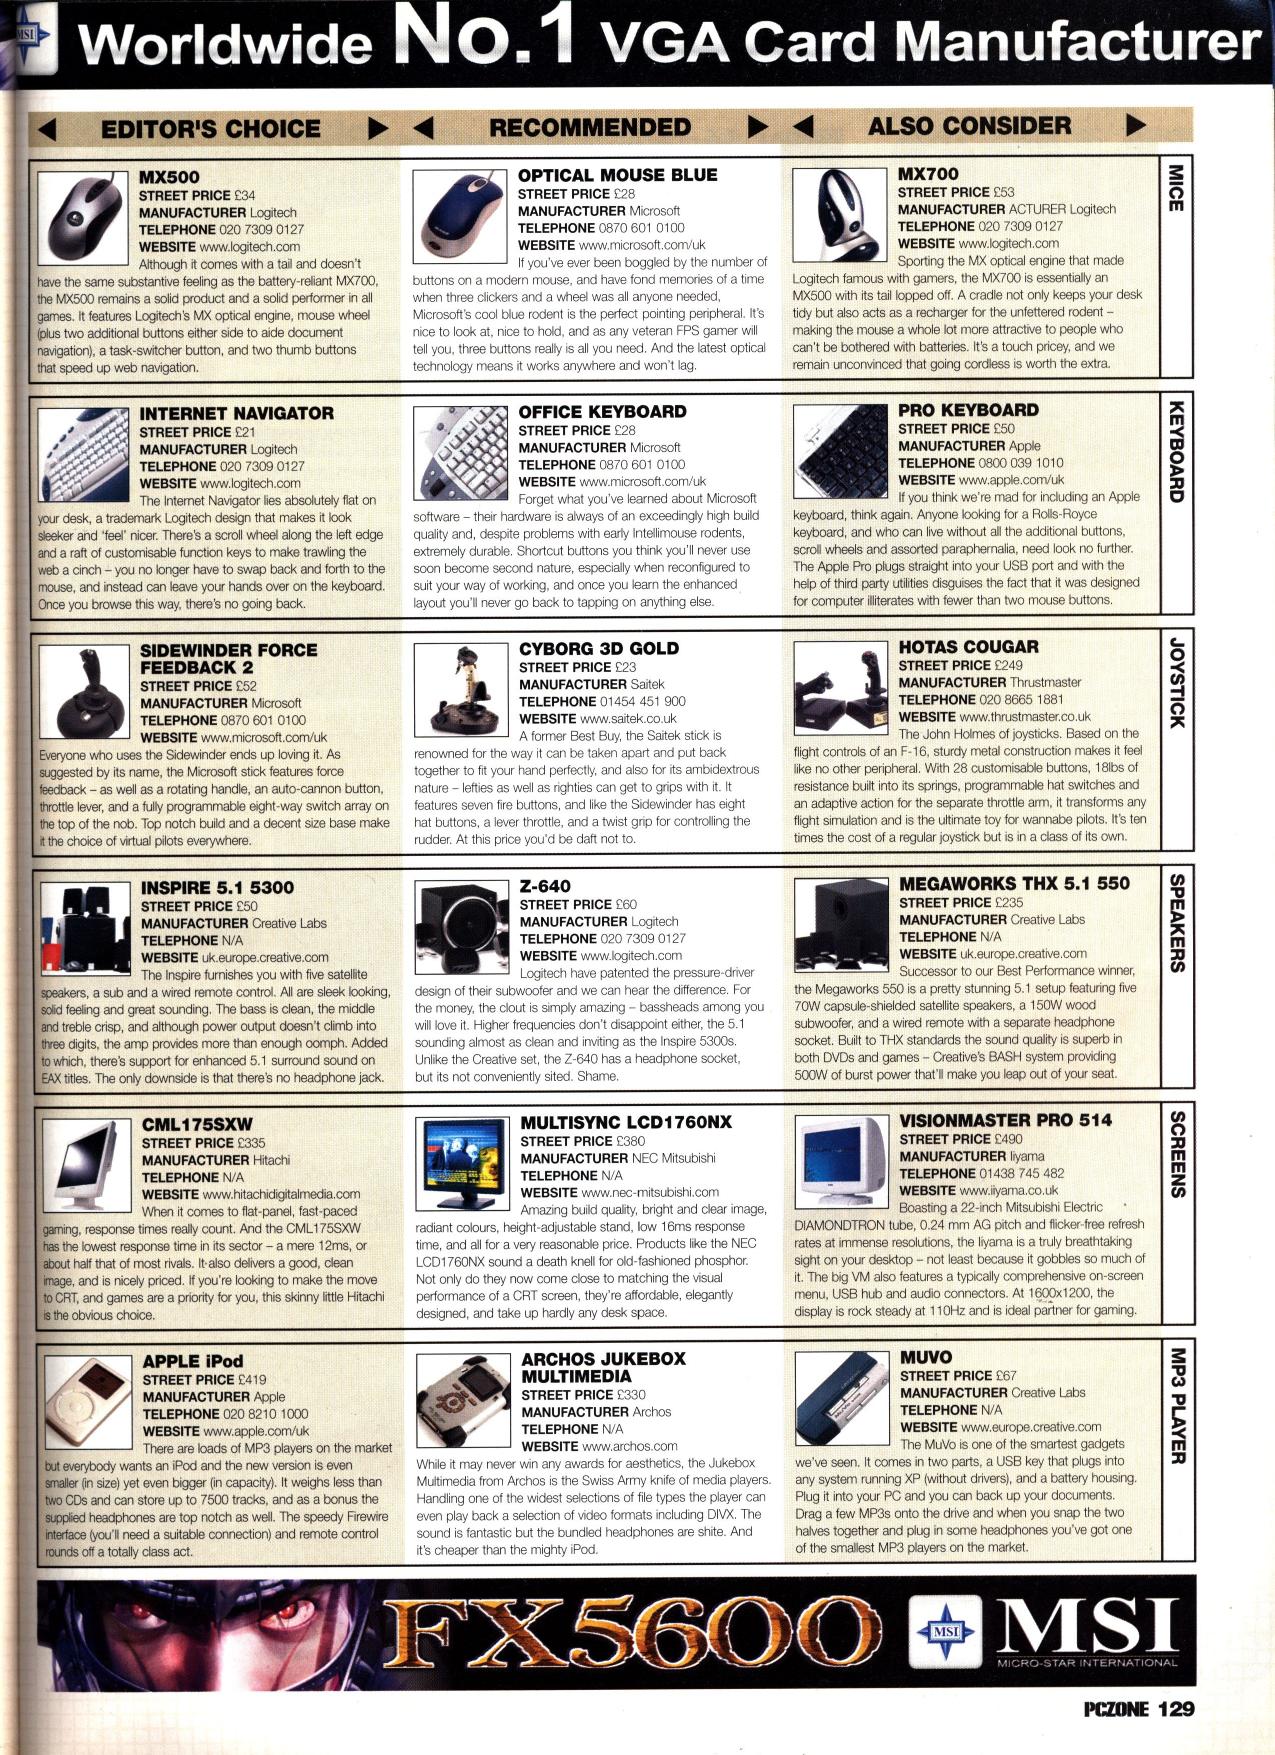 MSI Worldwide No.1 VGA Card Manufacturer
EDITOR'S CHOICE
RECOMMENDED
ALSO CONSIDER
MICE
MX500
STREET PRICE £34
MANUFACTURER Logitech
TELEPHONE 020 7309 0127
WEBSITE www.logitech.com
Although it comes with a tail and doesn't
have the same substantive feeling as the battery-reliant MX700,
the MX500 remains a solid product and a solid performer in all
games. It features Logitech's MX optical engine, mouse wheel
(plus two additional buttons either side to aide document
navigation), a task-switcher button, and two thumb buttons
that speed up web navigation.
OPTICAL MOUSE BLUE
STREET PRICE £28
MANUFACTURER Microsoft
TELEPHONE 0870 601 0100
WEBSITE www.microsoft.com/uk
If you've ever been boggled by the number of
buttons on a modern mouse, and have fond memories of a time
when three clickers and a wheel was all anyone needed,
Microsoft's cool blue rodent is the perfect pointing peripheral. It's
nice to look at, nice to hold, and as any veteran FPS gamer will
tell you, three buttons really is all you need. And the latest optical
technology means it works anywhere and won't lag.
MX700
STREET PRICE £53
MANUFACTURER ACTURER Logitech
TELEPHONE 020 7309 0127
WEBSITE www.logitech.com
Sporting the MX optical engine that made
Logitech famous with gamers, the MX700 is essentially an
MX500 with its tail lopped off. A cradle not only keeps your desk
tidy but also acts as a recharger for the unfettered rodent –
making the mouse a whole lot more attractive to people who
can't be bothered with batteries. It's a touch pricey, and we
remain unconvinced that going cordless is worth the extra.
KEYBOARD
INTERNET NAVIGATOR
STREET PRICE £21
MANUFACTURER Logitech
TELEPHONE 020 7309 0127
WEBSITE www.logitech.com
The Internet Navigator lies absolutely flat on
your desk, a trademark Logitech design that makes it look
sleeker and 'feel' nicer. There's a scroll wheel along the left edge
and a raft of customisable function keys to make trawling the
web a cinch – you no longer have to swap back and forth to the
mouse, and instead can leave your hands over on the keyboard.
Once you browse this way, there's no going back.
OFFICE KEYBOARD
STREET PRICE £28
MANUFACTURER Microsoft
TELEPHONE 0870 601 0100
WEBSITE www.microsoft.com/uk
Forget what you've learned about Microsoft
software – their hardware is always of an exceedingly high build
quality and, despite problems with early Intellimouse rodents,
extremely durable. Shortcut buttons you think you'll never use
soon become second nature, especially when reconfigured to
suit your way of working, and once you learn the enhanced
layout you'll never go back to tapping on anything else.
PRO KEYBOARD
STREET PRICE £50
MANUFACTURER Apple
TELEPHONE 0800 039 1010
WEBSITE www.apple.com/uk
If you think we're mad for including an Apple
keyboard, think again. Anyone looking for a Rolls-Royce
keyboard, and who can live without all the additional buttons,
scroll wheels and assorted paraphernalia, need look no further.
The Apple Pro plugs straight into your USB port and with the
help of third party utilities disguises the fact that it was designed
for computer illiterates with fewer than two mouse buttons.
JOYSTICK
SIDEWINDER FORCE
FEEDBACK 2
STREET PRICE £52
MANUFACTURER Microsoft
TELEPHONE 0870 601 0100
WEBSITE www.microsoft.com/uk
Everyone who uses the Sidewinder ends up loving it. As
suggested by its name, the Microsoft stick features force
feedback – as well as a rotating handle, an auto-cannon button,
throttle lever, and a fully programmable eight-way switch array on
the top of the nob. Top notch build and a decent size base make
it the choice of virtual pilots everywhere.
CYBORG 3D GOLD
STREET PRICE £23
MANUFACTURER Saitek
TELEPHONE 01454 451 900
WEBSITE www.saitek.co.uk
A former Best Buy, the Saitek stick is
renowned for the way it can be taken apart and put back
together to fit your hand perfectly, and also for its ambidextrous
nature – lefties as well as righties can get to grips with it. It
features seven fire buttons, and like the Sidewinder has eight
hat buttons, a lever throttle, and a twist grip for controlling the
rudder. At this price you'd be daft not to.
HOTAS COUGAR
STREET PRICE £249
MANUFACTURER Thrustmaster
TELEPHONE 020 8665 1881
WEBSITE www.thrustmaster.co.uk
The John Holmes of joysticks. Based on the
flight controls of an F-16, sturdy metal construction makes it feel
like no other peripheral. With 28 customisable buttons, 18lbs of
resistance built into its springs, programmable hat switches and
an adaptive action for the separate throttle arm, it transforms any
flight simulation and is the ultimate toy for wannabe pilots. It's ten
times the cost of a regular joystick but is in a class of its own.
SPEAKERS
INSPIRE 5.1 5300
STREET PRICE £50
MANUFACTURER Creative Labs
TELEPHONE N/A
WEBSITE uk.europe.creative.com
The Inspire furnishes you with five satellite
speakers, a sub and a wired remote control. All are sleek looking,
solid feeling and great sounding. The bass is clean, the middle
and treble crisp, and although power output doesn't climb into
three digits, the amp provides more than enough oomph. Added
to which, there's support for enhanced 5.1 surround sound on
EAX titles. The only downside is that there's no headphone jack.
Z-640
STREET PRICE £60
MANUFACTURER Logitech
TELEPHONE 020 7309 0127
WEBSITE www.logitech.com
Logitech have patented the pressure-driver
design of their subwoofer and we can hear the difference. For
the money, the clout is simply amazing – bassheads among you
will love it. Higher frequencies don't disappoint either, the 5.1
sounding almost as clean and inviting as the Inspire 5300s.
Unlike the Creative set, the Z-640 has a headphone socket,
but its not conveniently sited. Shame.
MEGAWORKS THX 5.1 550
STREET PRICE £235
MANUFACTURER Creative Labs
TELEPHONE N/A
WEBSITE uk.europe.creative.com
Successor to our Best Performance winner,
the Megaworks 550 is a pretty stunning 5.1 setup featuring five
70W capsule-shielded satellite speakers, a 150W wood
subwoofer, and a wired remote with a separate headphone
socket. Built to THX standards the sound quality is superb in
both DVDs and games – Creative's BASH system providing
500W of burst power that'll make you leap out of your seat.
SCREENS
CML175SXW
STREET PRICE £335
MANUFACTURER Hitachi
TELEPHONE N/A
WEBSITE www.hitachidigitalmedia.com
When it comes to flat-panel, fast-paced
gaming, response times really count. And the CML175SXW
has the lowest response time in its sector – a mere 12ms, or
about half that of most rivals. It also delivers a good, clean
image, and is nicely priced. If you're looking to make the move
to CRT, and games are a priority for you, this skinny little Hitachi
is the obvious choice.
MULTISYNC LCD1760NX
STREET PRICE £380
MANUFACTURER NEC Mitsubishi
TELEPHONE N/A
WEBSITE www.nec-mitsubishi.com
Amazing build quality, bright and clear image,
radiant colours, height-adjustable stand, low 16ms response
time, and all for a very reasonable price. Products like the NEC
LCD1760NX sound a death knell for old-fashioned phosphor.
Not only do they now come close to matching the visual
performance of a CRT screen, they're affordable, elegantly
designed, and take up hardly any desk space.
VISIONMASTER PRO 514
STREET PRICE £490
MANUFACTURER Iiyama
TELEPHONE 01438 745 482
WEBSITE www.iiyama.co.uk
Boasting a 22-inch Mitsubishi Electric
DIAMONDTRON tube, 0.24 mm AG pitch and flicker-free refresh
rates at immense resolutions, the Iiyama is a truly breathtaking
sight on your desktop – not least because it gobbles so much of
it. The big VM also features a typically comprehensive on-screen
menu, USB hub and audio connectors. At 1600x1200, the
display is rock steady at 110Hz and is ideal partner for gaming.
MP3 PLAYER
APPLE iPod
STREET PRICE £419
MANUFACTURER Apple
TELEPHONE 020 8210 1000
WEBSITE www.apple.com/uk
There are loads of MP3 players on the market
but everybody wants an iPod and the new version is even
smaller (in size) yet even bigger (in capacity). It weighs less than
two CDs and can store up to 7500 tracks, and as a bonus the
supplied headphones are top notch as well. The speedy Firewire
interface (you'll need a suitable connection) and remote control
rounds off a totally class act.
ARCHOS JUKEBOX
MULTIMEDIA
STREET PRICE £330
MANUFACTURER Archos
TELEPHONE N/A
WEBSITE www.archos.com
While it may never win any awards for aesthetics, the Jukebox
Multimedia from Archos is the Swiss Army knife of media players.
Handling one of the widest selections of file types the player can
even play back a selection of video formats including DIVX. The
sound is fantastic but the bundled headphones are shite. And
it's cheaper than the mighty iPod.
MUVO
STREET PRICE £67
MANUFACTURER Creative Labs
TELEPHONE N/A
WEBSITE www.europe.creative.com
The MuVo is one of the smartest gadgets
we've seen. It comes in two parts, a USB key that plugs into
any system running XP (without drivers), and a battery housing.
Plug it into your PC and you can back up your documents.
Drag a few MP3s onto the drive and when you snap the two
halves together and plug in some headphones you've got one
of the smallest MP3 players on the market.
FX5600
MSI
MSI
MICRO-STAR INTERNATIONAL
PCZONE 129